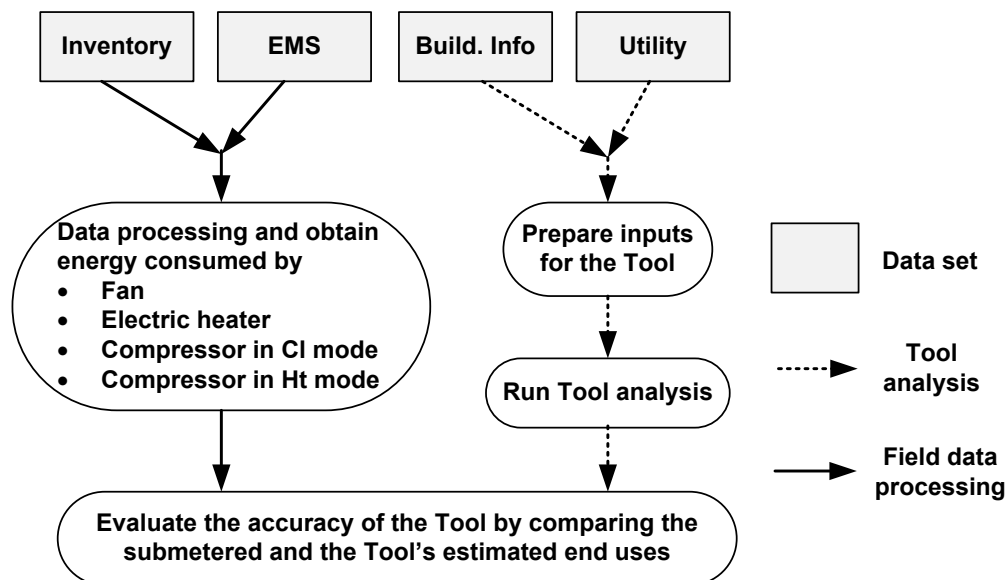 Inventory
EMS
Build. Info
Utility
Data processing and obtain
energy consumed by
• Fan
• Electric heater
• Compressor in Cl mode
• Compressor in Ht mode
Prepare inputs
for the Tool
Run Tool analysis
Evaluate the accuracy of the Tool by comparing the
submetered and the Tool's estimated end uses
Data set
Tool
analysis
Field data
processing